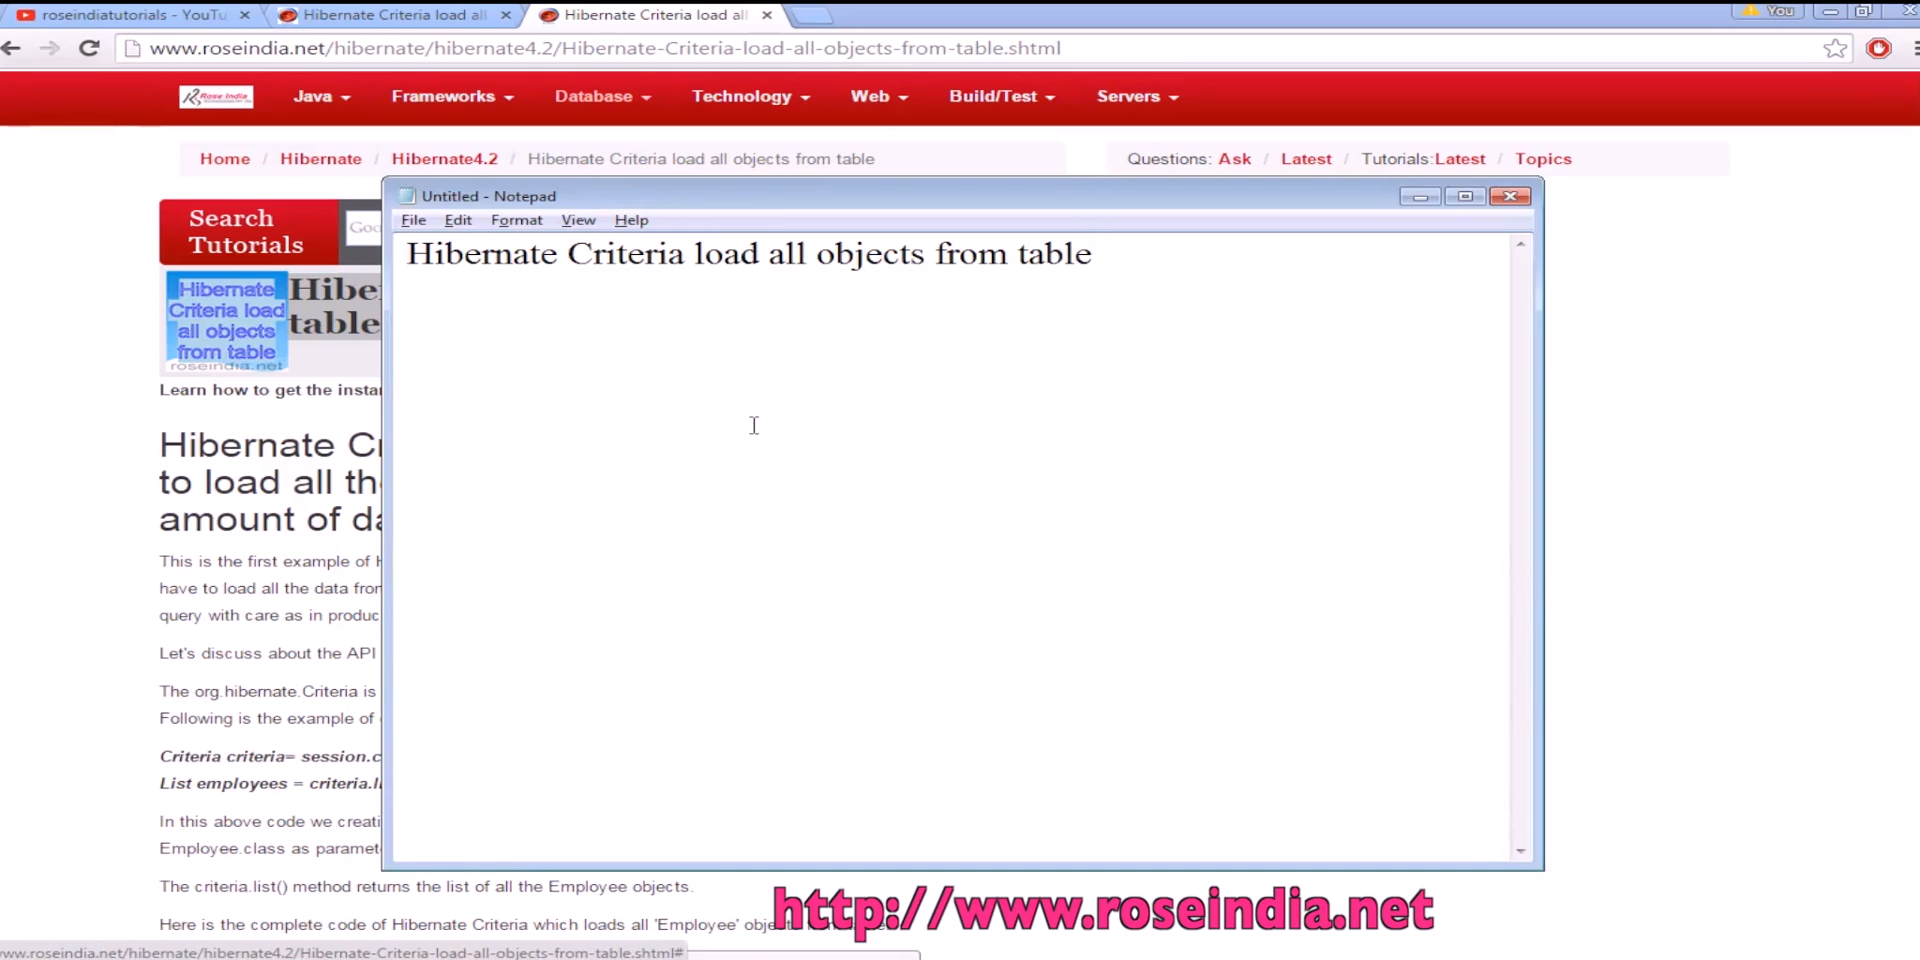 roseindiatutorials - YouTu
Hibernate Criteria load all
Hibernate Criteria load all
You
www.roseindia.net/hibernate/hibernate4.2/Hibernate-Criteria-load-all-objects-from-table.shtml
Rose India
Java
Frameworks
Database
Technology
Web
Build/Test
Servers
Home / Hibernate / Hibernate4.2 / Hibernate Criteria load all objects from table
Questions: Ask / Latest / Tutorials:Latest / Topics
Untitled - Notepad
File Edit Format View Help
Hibernate Criteria load all objects from table
Search
Tutorials
Goo
Hibernate
Criteria load
all objects
from table
roseindia.net
Hibe
table
Learn how to get the insta
Hibernate C
to load all th
amount of d
This is the first example of H
have to load all the data from
query with care as in produc
Let's discuss about the API
The org.hibernate.Criteria is
Following is the example of
Criteria criteria= session.c
List employees = criteria.l
In this above code we creati
Employee.class as paramet
The criteria.list() method returns the list of all the Employee objects.
Here is the complete code of Hibernate Criteria which loads all 'Employee' obje
http://www.roseindia.net
www.roseindia.net/hibernate/hibernate4.2/Hibernate-Criteria-load-all-objects-from-table.shtml#